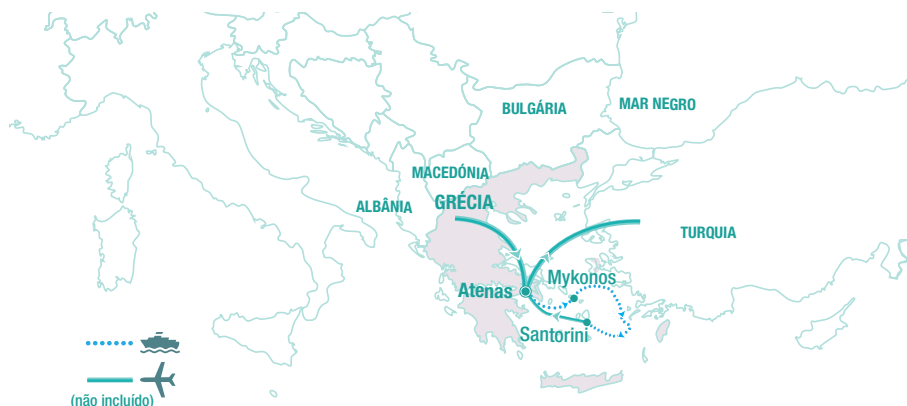 BULGÁRIA
MAR NEGRO
MACEDÓNIA
GRÉCIA
ALBÂNIA
TURQUIA
Mykonos
Atenas
Santorini
(não incluído)